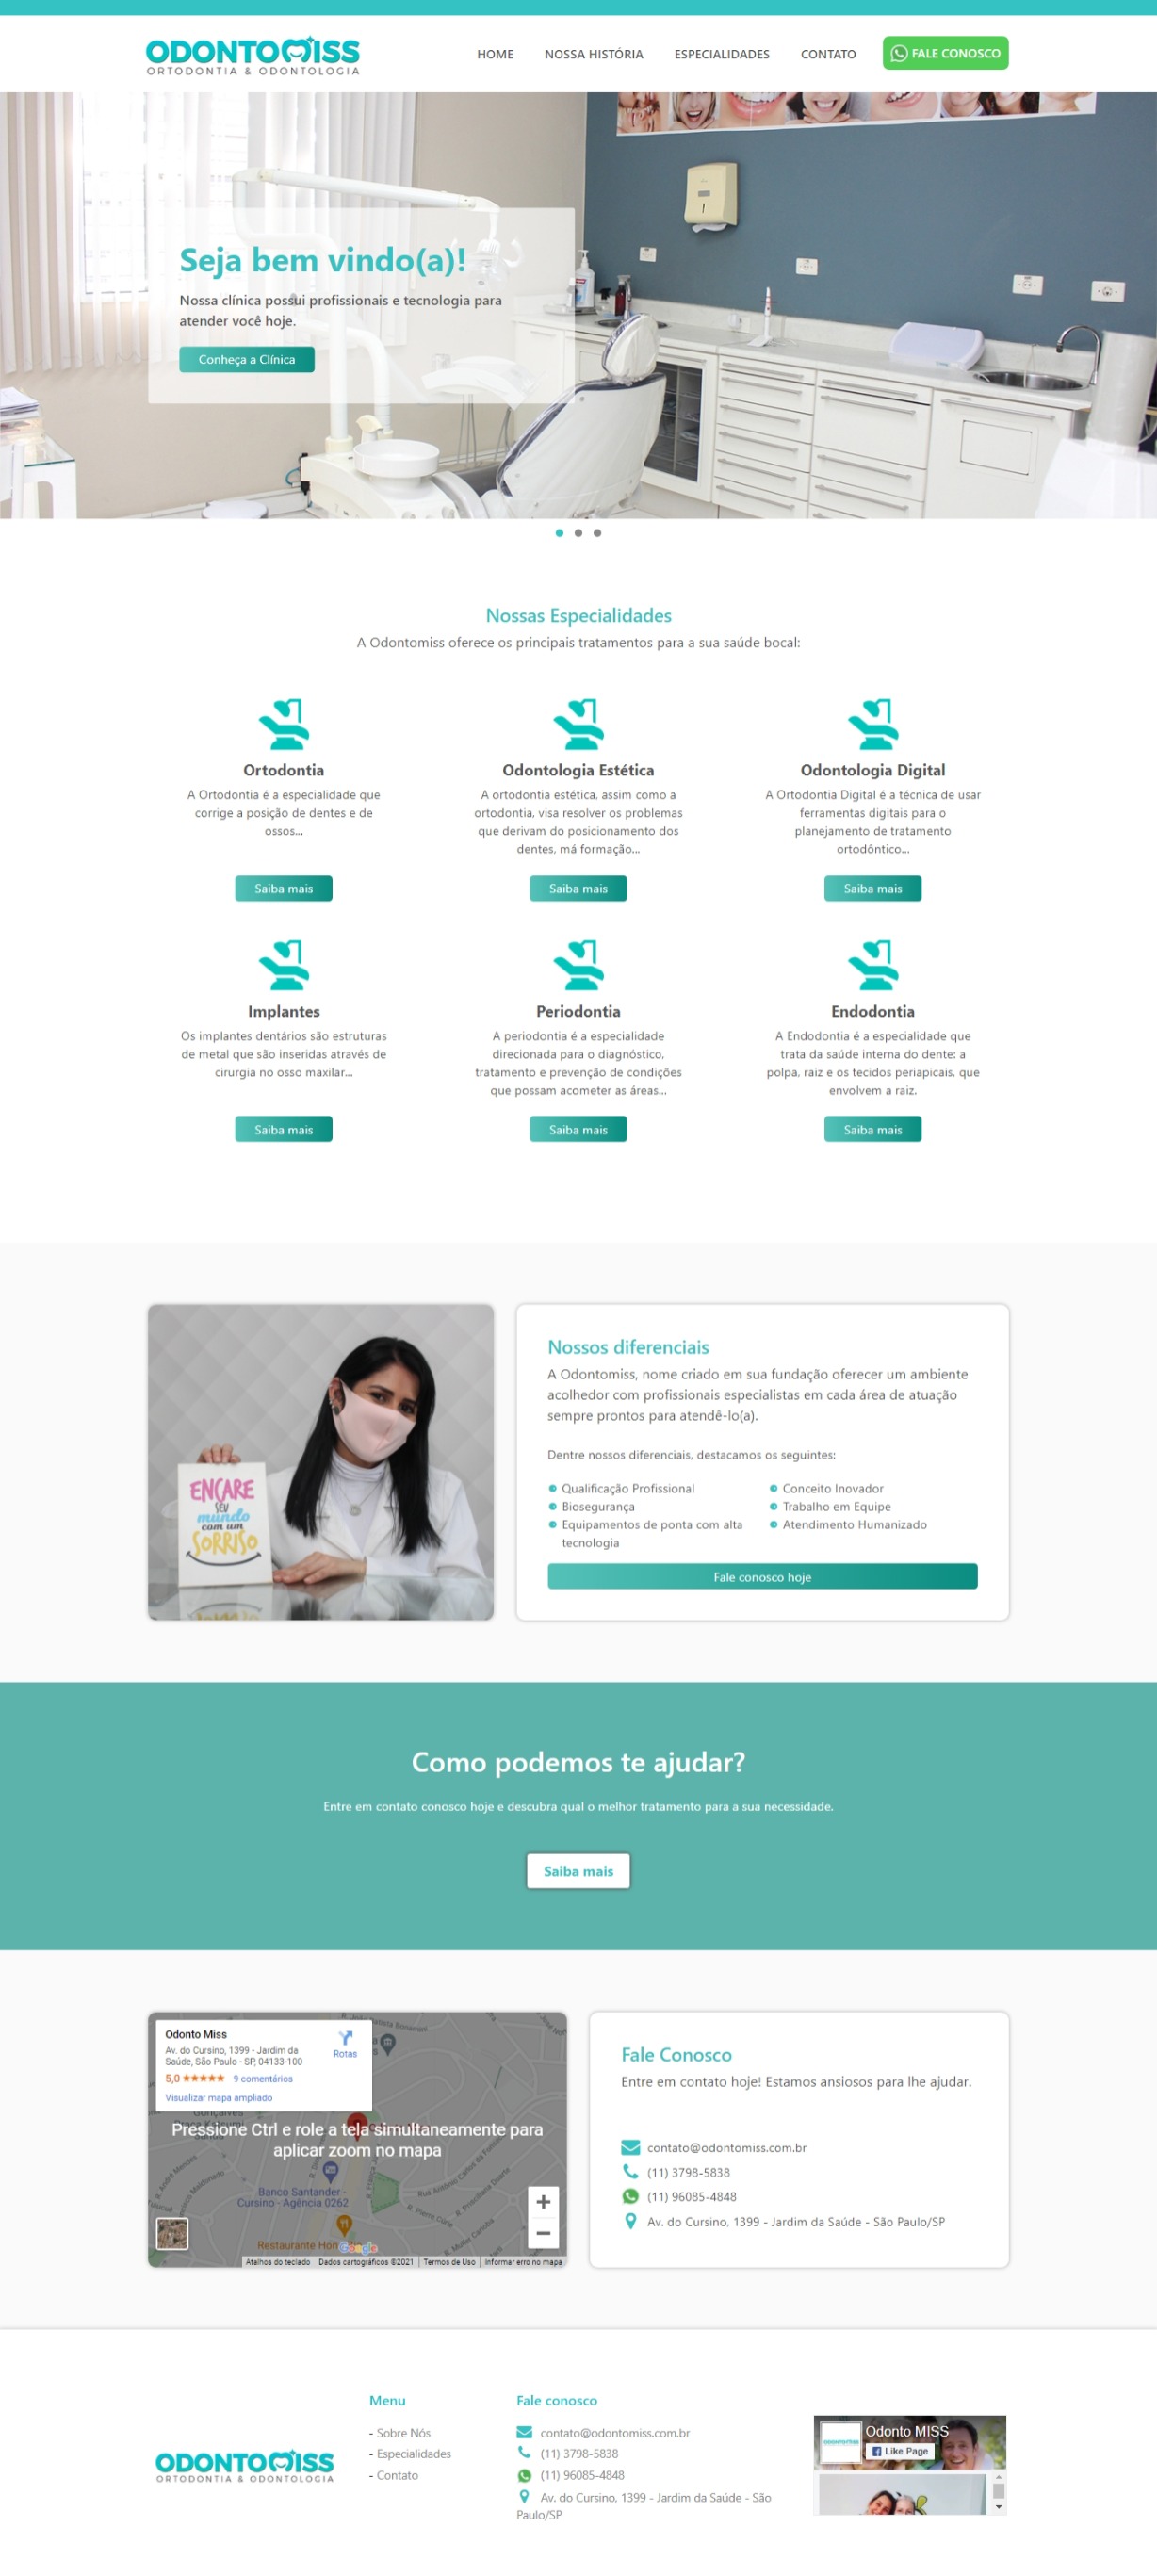 ODONTOMISS
ORTODONTIA & ODONTOLOGIA
HOME
NOSSA HISTÓRIA
ESPECIALIDADES
CONTATO
FALE CONOSCO
Seja bem vindo(a)!
Nossa clínica possui profissionais e tecnologia para
atender você hoje.
Conheça a Clínica
Nossas Especialidades
A Odontomiss oferece os principais tratamentos para a sua saúde bocal:
Ortodontia
A Ortodontia é a especialidade que
corrige a posição de dentes e de
ossos...
Saiba mais
Odontologia Estética
A ortodontia estética, assim como a
ortodontia, visa resolver os problemas
que derivam do posicionamento dos
dentes, má formação...
Saiba mais
Odontologia Digital
A Ortodontia Digital é a técnica de usar
ferramentas digitais para o
planejamento de tratamento
ortodôntico...
Saiba mais
Implantes
Os implantes dentários são estruturas
de metal que são inseridas através de
cirurgia no osso maxilar...
Saiba mais
Periodontia
A periodontia é a especialidade
direcionada para o diagnóstico,
tratamento e prevenção de condições
que possam acometer as áreas...
Saiba mais
Endodontia
A Endodontia é a especialidade que
trata da saúde interna do dente: a
polpa, raiz e os tecidos periapicais, que
envolvem a raiz.
Saiba mais
ENCARE
SEU
mundo
com um
SORRISO
Nossos diferenciais
A Odontomiss, nome criado em sua fundação oferecer um ambiente
acolhedor com profissionais especialistas em cada área de atuação
sempre prontos para atendê-lo(a).
Dentre nossos diferenciais, destacamos os seguintes:
Qualificação Profissional
Biosegurança
Equipamentos de ponta com alta
tecnologia
Conceito Inovador
Trabalho em Equipe
Atendimento Humanizado
Fale conosco hoje
Como podemos te ajudar?
Entre em contato conosco hoje e descubra qual o melhor tratamento para a sua necessidade.
Saiba mais
Odonto Miss
Av. do Cursino, 1399 - Jardim da
Saúde, São Paulo - SP, 04133-100
5,0 ★★★★★ 9 comentários
Visualizar mapa ampliado
Rotas
Pressione Ctrl e role a tela simultaneamente para
aplicar zoom no mapa
Banco Santander -
Cursino - Agência 0262
Restaurante Hon
Google
+
−
Atalhos do teclado
Dados cartográficos ©2021
Termos de Uso
Informar erro no mapa
Fale Conosco
Entre em contato hoje! Estamos ansiosos para lhe ajudar.
contato@odontomiss.com.br
(11) 3798-5838
(11) 96085-4848
Av. do Cursino, 1399 - Jardim da Saúde - São Paulo/SP
ODONTOMISS
ORTODONTIA & ODONTOLOGIA
Menu
- Sobre Nós
- Especialidades
- Contato
Fale conosco
contato@odontomiss.com.br
(11) 3798-5838
(11) 96085-4848
Av. do Cursino, 1399 - Jardim da Saúde - São
Paulo/SP
Odonto MISS
Like Page